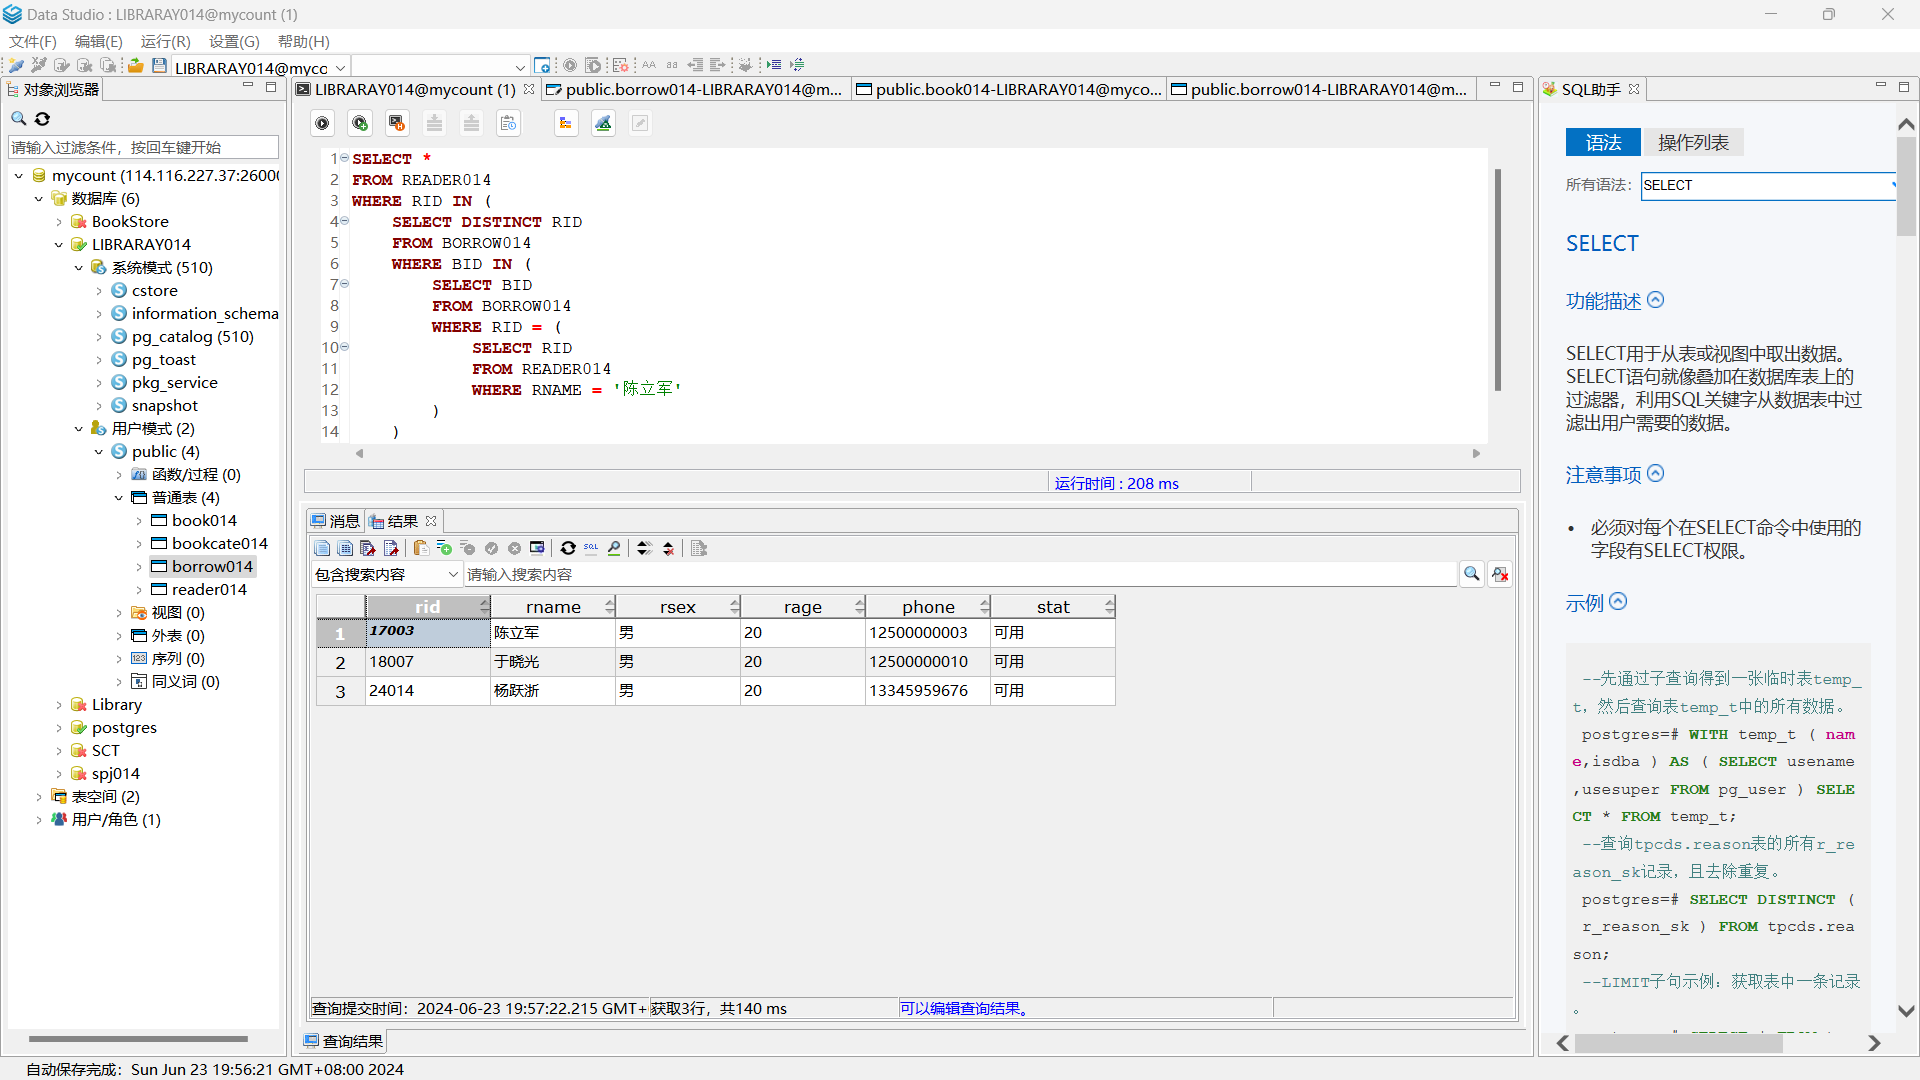 Data Studio : LIBRARAY014@mycount (1)
文件(F) 编辑(E) 运行(R) 设置(G) 帮助(H)
LIBRARAY014@myco
对象浏览器
请输入过滤条件，按回车键开始
mycount (114.116.227.37:2600
数据库 (6)
BookStore
LIBRARAY014
系统模式 (510)
cstore
information_schema
pg_catalog (510)
pg_toast
pkg_service
snapshot
用户模式 (2)
public (4)
函数/过程 (0)
普通表 (4)
book014
bookcate014
borrow014
reader014
视图 (0)
外表 (0)
序列 (0)
同义词 (0)
Library
postgres
SCT
spj014
表空间 (2)
用户/角色 (1)
LIBRARAY014@mycount (1) public.borrow014-LIBRARAY014@m... public.book014-LIBRARAY014@myco... public.borrow014-LIBRARAY014@m...
1 SELECT *
2 FROM READER014
3 WHERE RID IN (
4 SELECT DISTINCT RID
5 FROM BORROW014
6 WHERE BID IN (
7 SELECT BID
8 FROM BORROW014
9 WHERE RID = (
10 SELECT RID
11 FROM READER014
12 WHERE RNAME = '陈立军'
13 )
14 )
运行时间 : 208 ms
消息 结果
包含搜索内容 请输入搜索内容
rid rname rsex rage phone stat
1 17003 陈立军 男 20 12500000003 可用
2 18007 于晓光 男 20 12500000010 可用
3 24014 杨跃浙 男 20 13345959676 可用
查询提交时间：2024-06-23 19:57:22.215 GMT+ 获取3行，共140 ms 可以编辑查询结果。
查询结果
SQL助手
语法 操作列表
所有语法: SELECT
SELECT
功能描述
SELECT用于从表或视图中取出数据。
SELECT语句就像叠加在数据库表上的
过滤器，利用SQL关键字从数据表中过
滤出用户需要的数据。
注意事项
• 必须对每个在SELECT命令中使用的
字段有SELECT权限。
示例
--先通过子查询得到一张临时表temp_
t，然后查询表temp_t中的所有数据。
postgres=# WITH temp_t ( nam
e,isdba ) AS ( SELECT usename
,usesuper FROM pg_user ) SELE
CT * FROM temp_t;
--查询tpcds.reason表的所有r_re
ason_sk记录，且去除重复。
postgres=# SELECT DISTINCT (
r_reason_sk ) FROM tpcds.rea
son;
--LIMIT子句示例：获取表中一条记录
。
自动保存完成：Sun Jun 23 19:56:21 GMT+08:00 2024